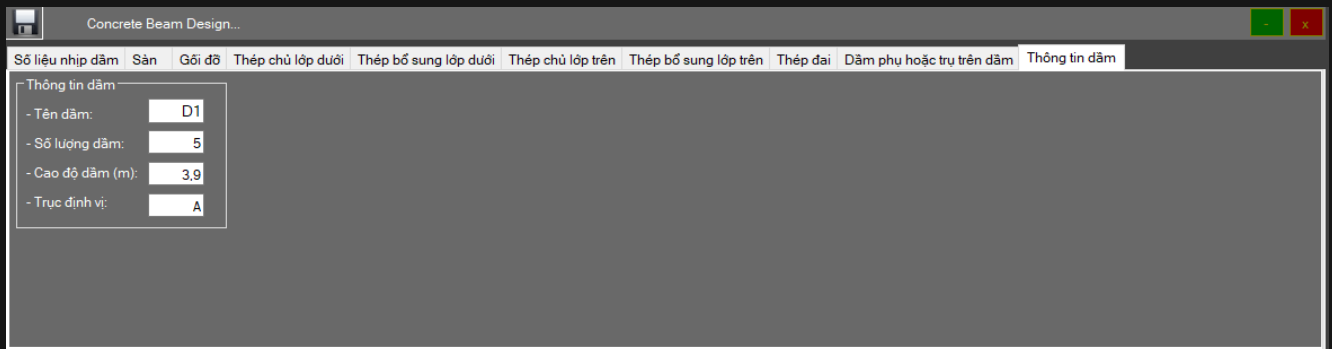 Concrete Beam Design...
- x
Số liệu nhịp dầm Sàn Gối đỡ Thép chủ lớp dưới Thép bổ sung lớp dưới Thép chủ lớp trên Thép bổ sung lớp trên Thép đai Dầm phụ hoặc trụ trên dầm Thông tin dầm
Thông tin dầm
- Tên dầm: D1
- Số lượng dầm: 5
- Cao độ dầm (m): 3,9
- Trục định vị: A